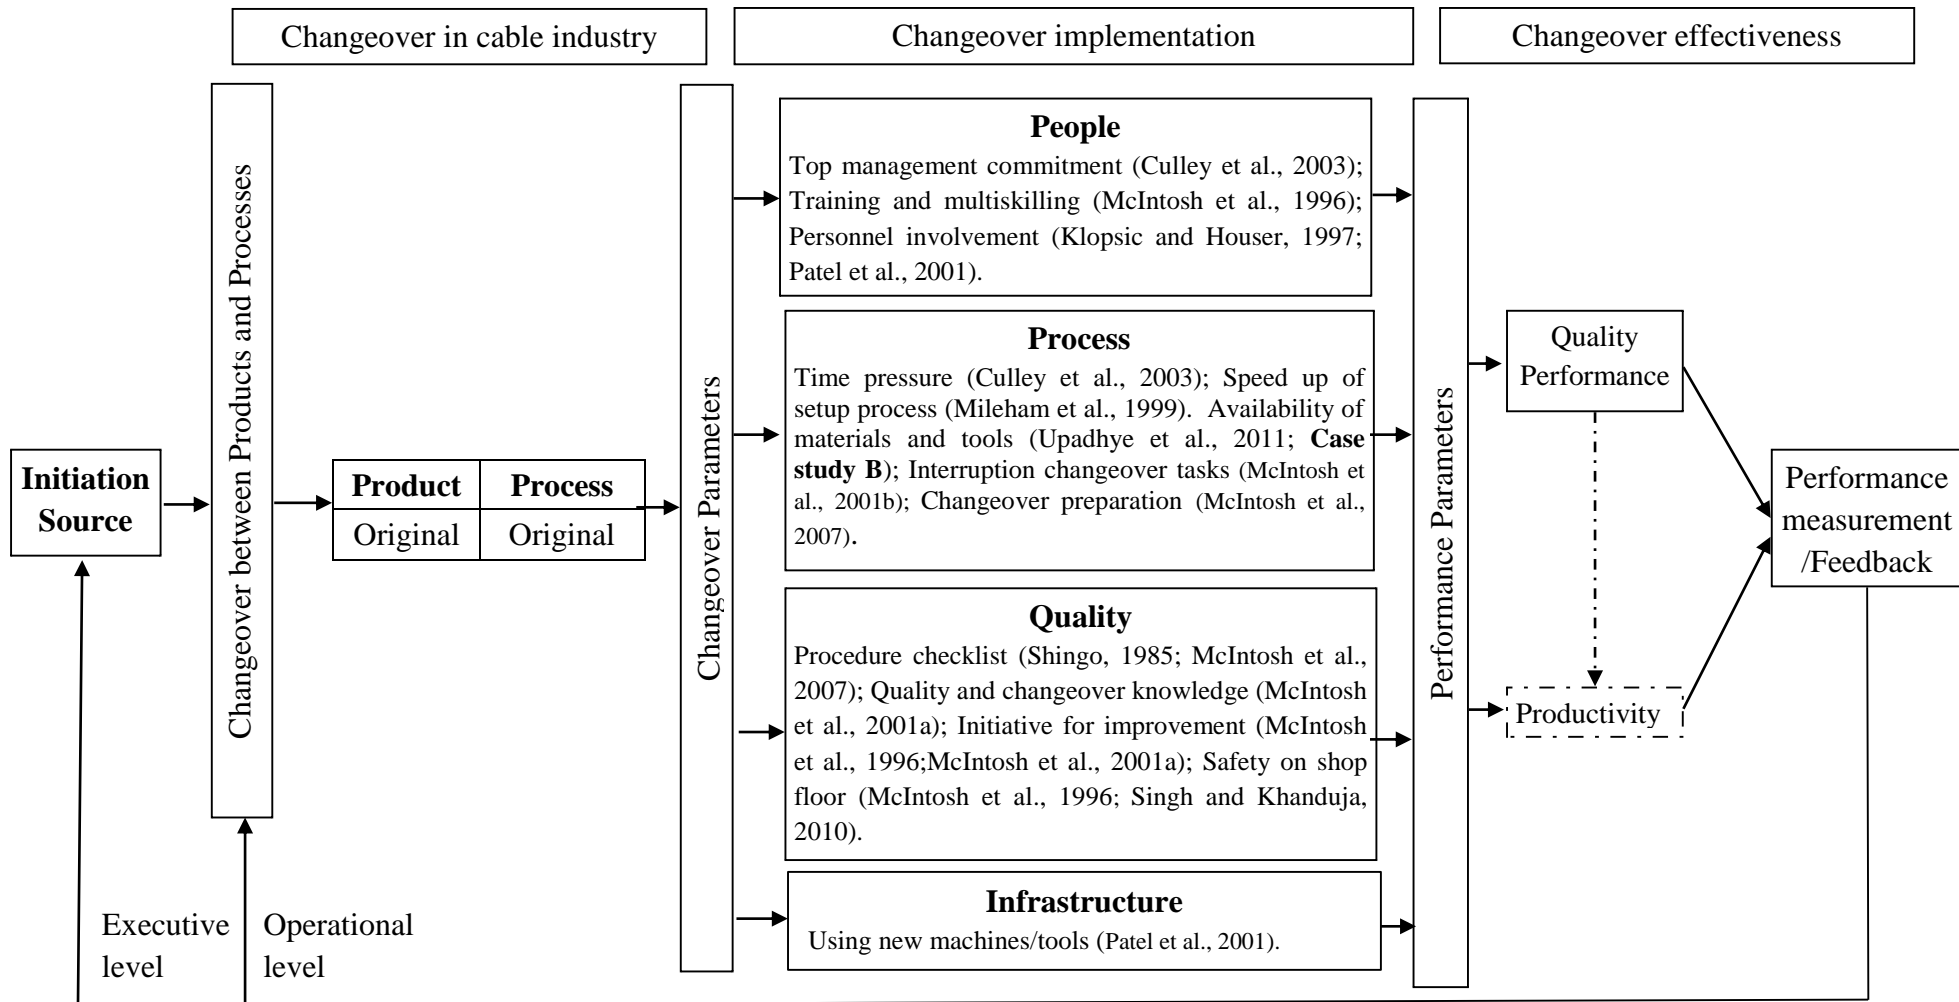 Changeover in cable industry
Changeover implementation
Changeover effectiveness
Initiation
Source
Changeover between Products and Processes
Product Process
Original Original
Changeover Parameters
People
Top management commitment (Culley et al., 2003);
Training and multiskilling (McIntosh et al., 1996);
Personnel involvement (Klopsic and Houser, 1997;
Patel et al., 2001).
Process
Time pressure (Culley et al., 2003); Speed up of
setup process (Mileham et al., 1999). Availability of
materials and tools (Upadhye et al., 2011; Case
study B); Interruption changeover tasks (McIntosh et
al., 2001b); Changeover preparation (McIntosh et al.,
2007).
Quality
Procedure checklist (Shingo, 1985; McIntosh et al.,
2007); Quality and changeover knowledge (McIntosh
et al., 2001a); Initiative for improvement (McIntosh
et al., 1996;McIntosh et al., 2001a); Safety on shop
floor (McIntosh et al., 1996; Singh and Khanduja,
2010).
Infrastructure
Using new machines/tools (Patel et al., 2001).
Performance Parameters
Quality
Performance
Productivity
Performance
measurement
/Feedback
Executive
level
Operational
level